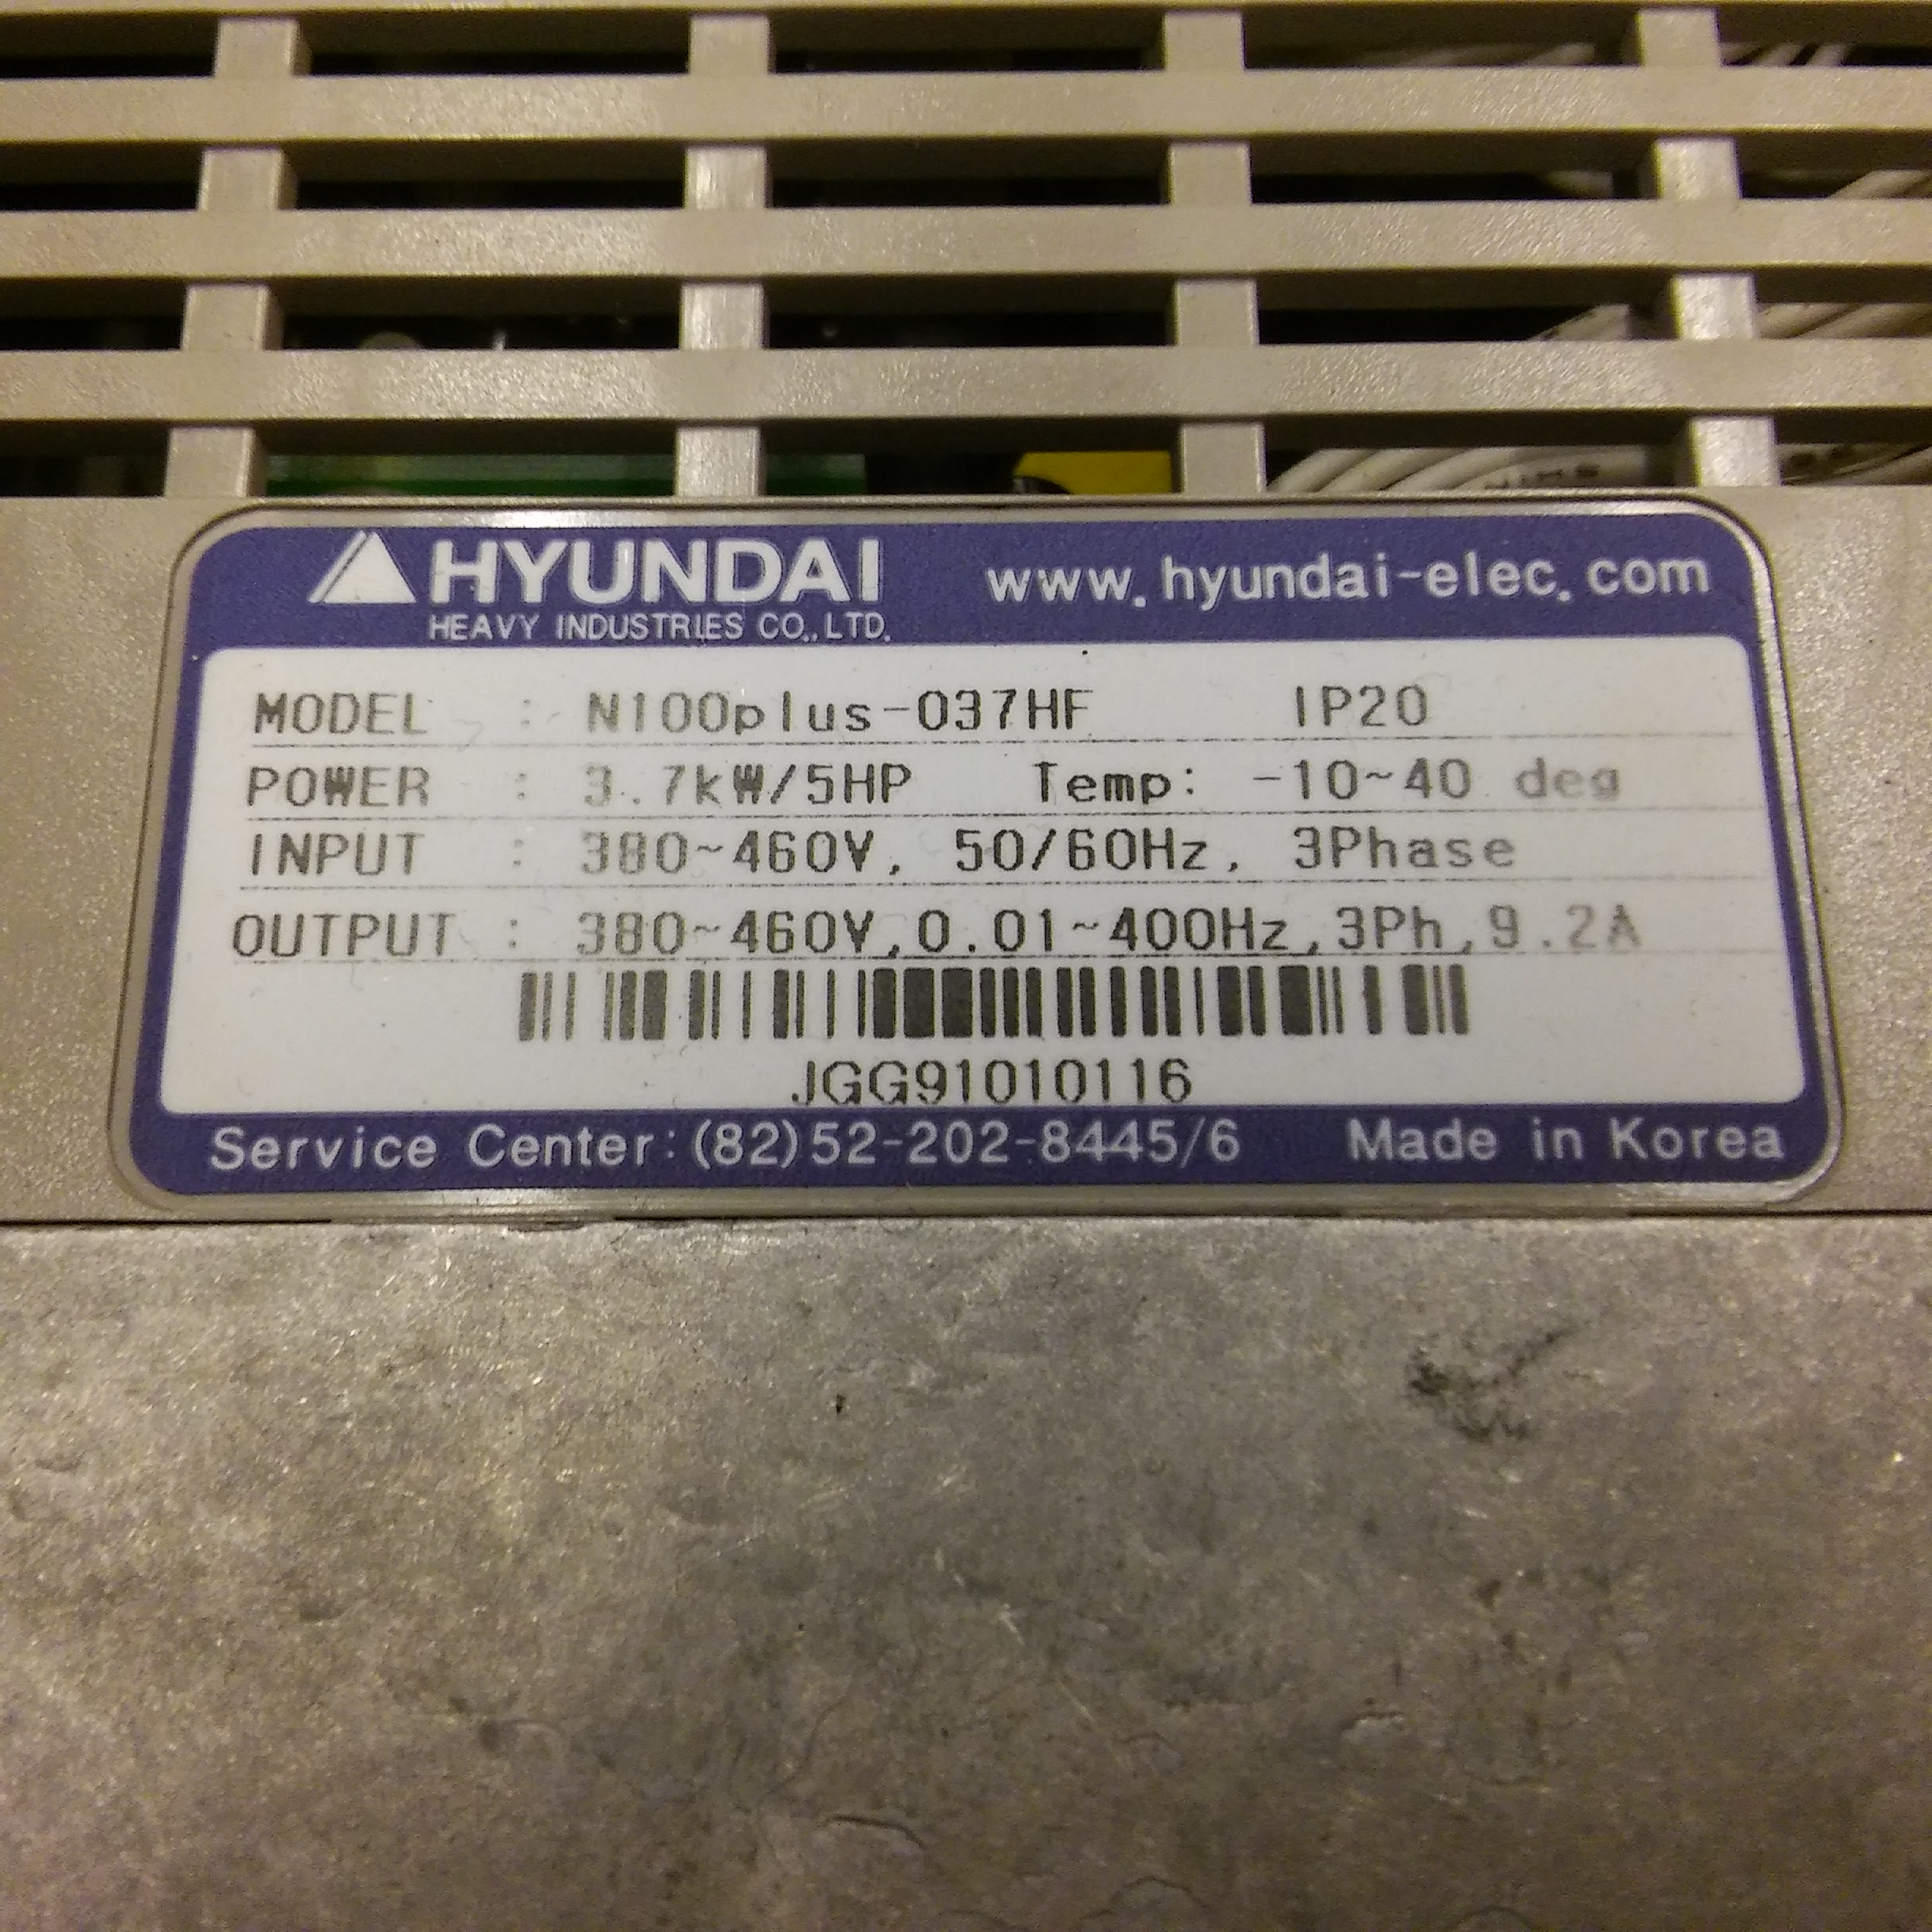 HYUNDAI www.hyundai-elec.com
HEAVY INDUSTRIES CO.,LTD.
MODEL : N100plus-037HF IP20
POWER : 3.7kW/5HP Temp: -10~40 deg
INPUT : 380~460V, 50/60Hz, 3Phase
OUTPUT : 380~460V,0.01~400Hz,3Ph,9.2A
JGG91010116
Service Center:(82)52-202-8445/6 Made in Korea